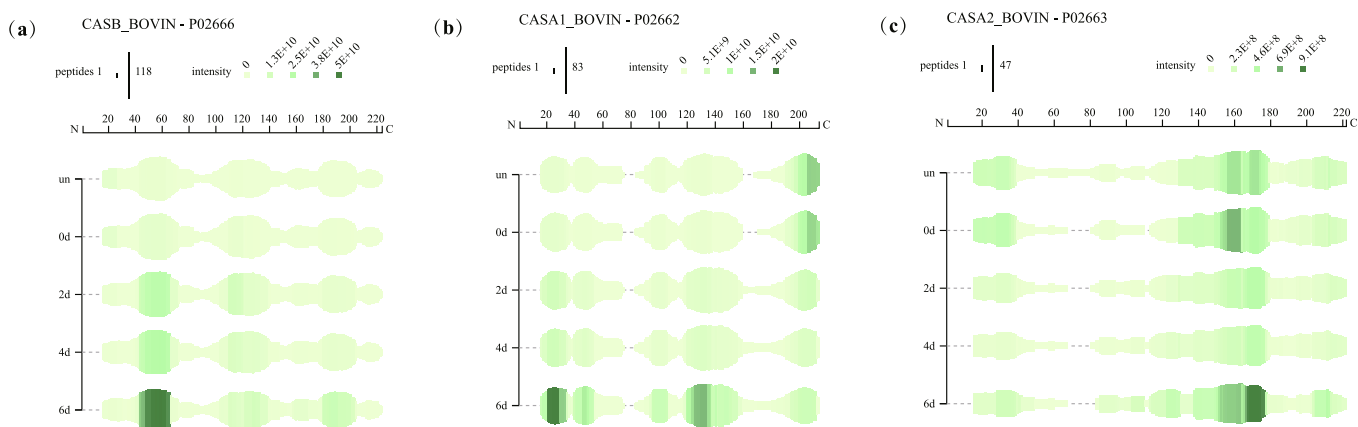 (a) CASB_BOVIN - P02666
peptides 1 118 intensity 0 1.3E+10 2.5E+10 3.8E+10 5E+10
N 20 40 60 80 100 120 140 160 180 200 220 C
un
0d
2d
4d
6d
(b) CASA1_BOVIN - P02662
peptides 1 83 intensity 0 5.1E+9 1E+10 1.5E+10 2E+10
N 20 40 60 80 100 120 140 160 180 200 C
un
0d
2d
4d
6d
(c) CASA2_BOVIN - P02663
peptides 1 47 intensity 0 2.3E+8 4.6E+8 6.9E+8 9.1E+8
N 20 40 60 80 100 120 140 160 180 200 220 C
un
0d
2d
4d
6d